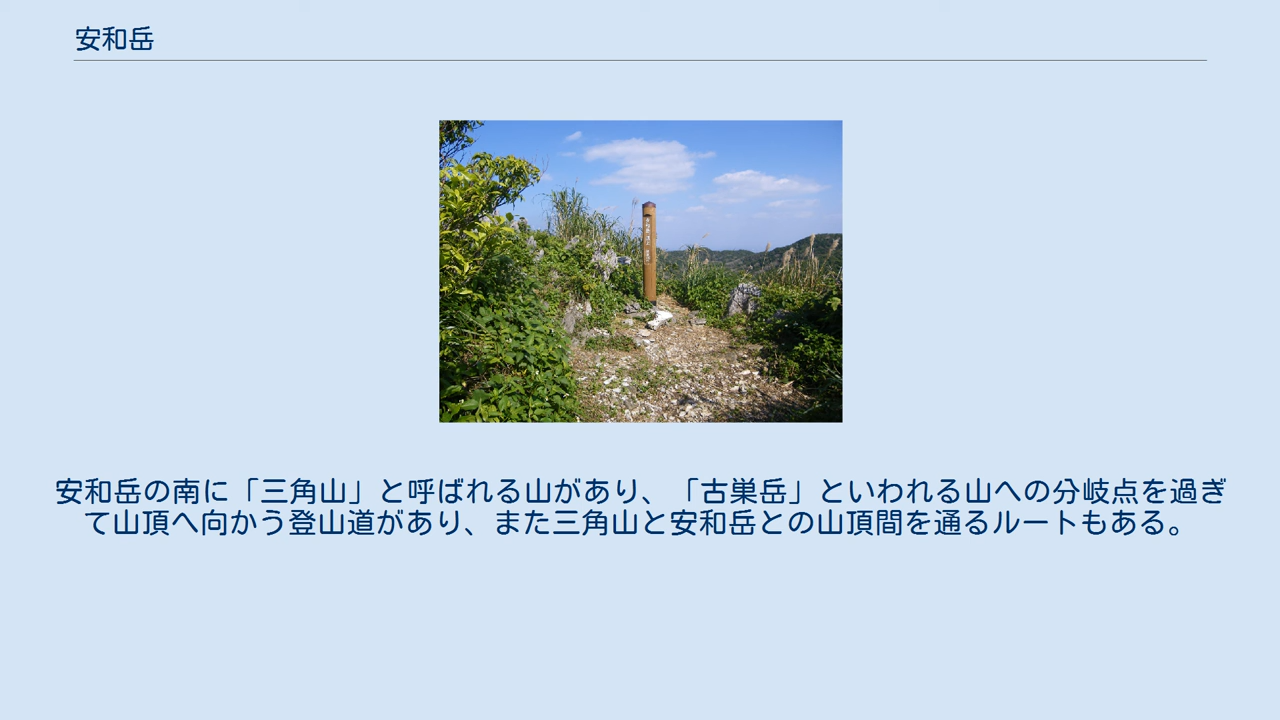 安和岳
安和岳の南に「三角山」と呼ばれる山があり、「古巣岳」といわれる山への分岐点を過ぎ
て山頂へ向かう登山道があり、また三角山と安和岳との山頂間を通るルートもある。